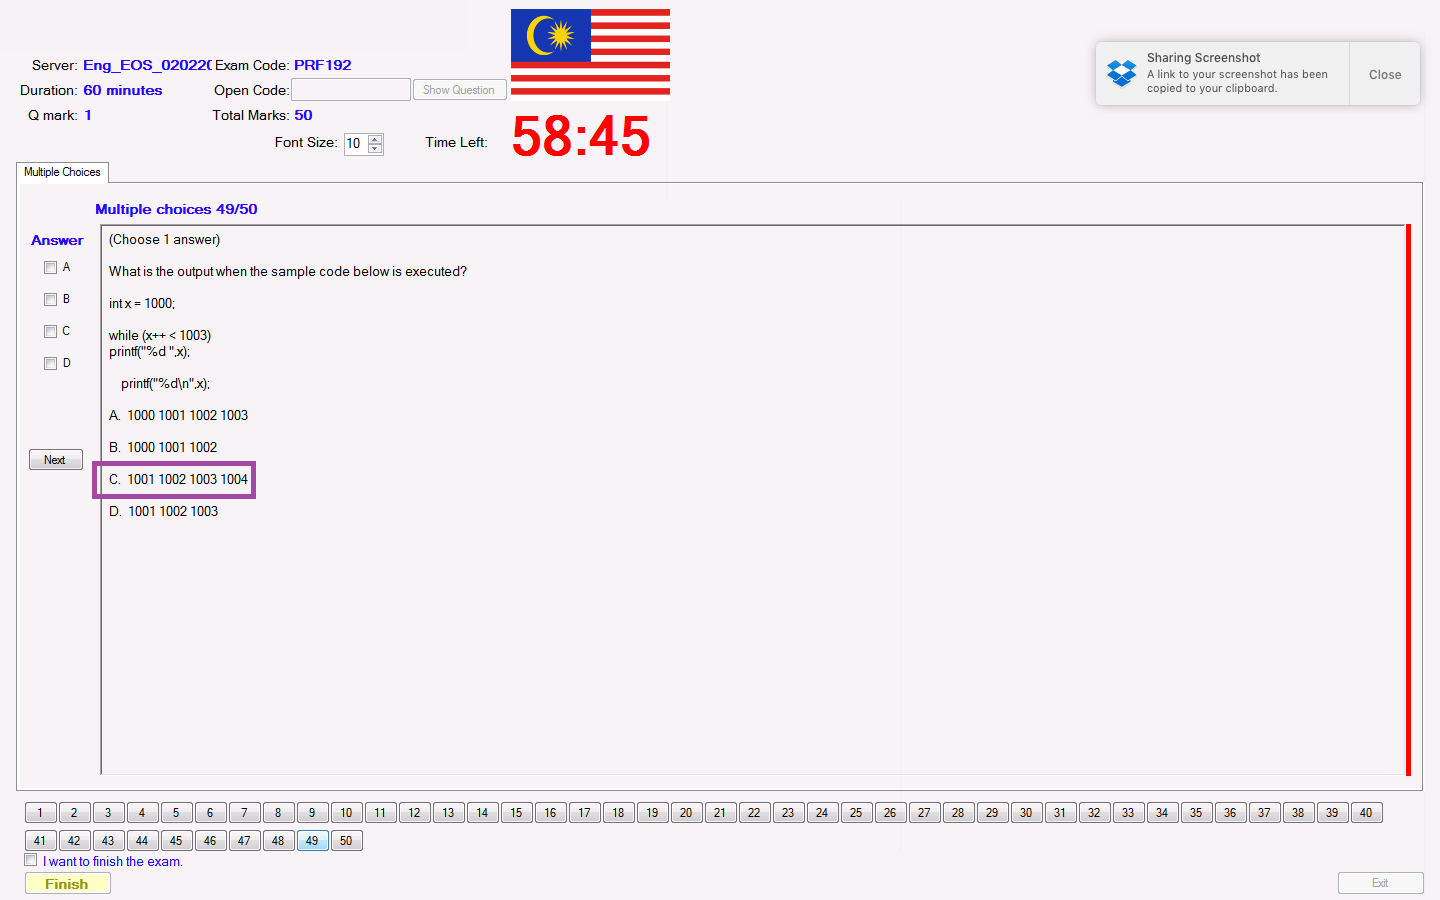 Server: Eng_EOS_020220 Exam Code: PRF192
Duration: 60 minutes Open Code: Show Question
Q mark: 1 Total Marks: 50
Font Size: 10 Time Left: 58:45
Sharing Screenshot
A link to your screenshot has been
copied to your clipboard.
Close
Multiple Choices
Multiple choices 49/50
Answer
A
B
C
D
Next
(Choose 1 answer)
What is the output when the sample code below is executed?
int x = 1000;
while (x++ < 1003)
printf("%d ",x);
printf("%d\n",x);
A. 1000 1001 1002 1003
B. 1000 1001 1002
C. 1001 1002 1003 1004
D. 1001 1002 1003
1 2 3 4 5 6 7 8 9 10 11 12 13 14 15 16 17 18 19 20 21 22 23 24 25 26 27 28 29 30 31 32 33 34 35 36 37 38 39 40
41 42 43 44 45 46 47 48 49 50
I want to finish the exam.
Finish
Exit